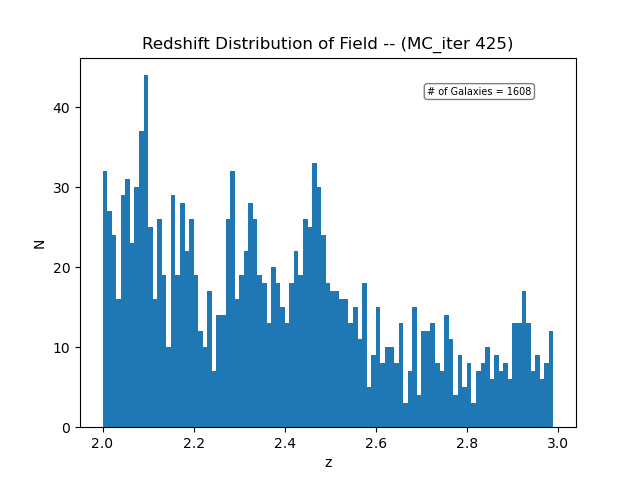 Redshift Distribution of Field -- (MC_iter 425)
# of Galaxies = 1608
40
30
20
10
0
N
2.0 2.2 2.4 2.6 2.8 3.0
z